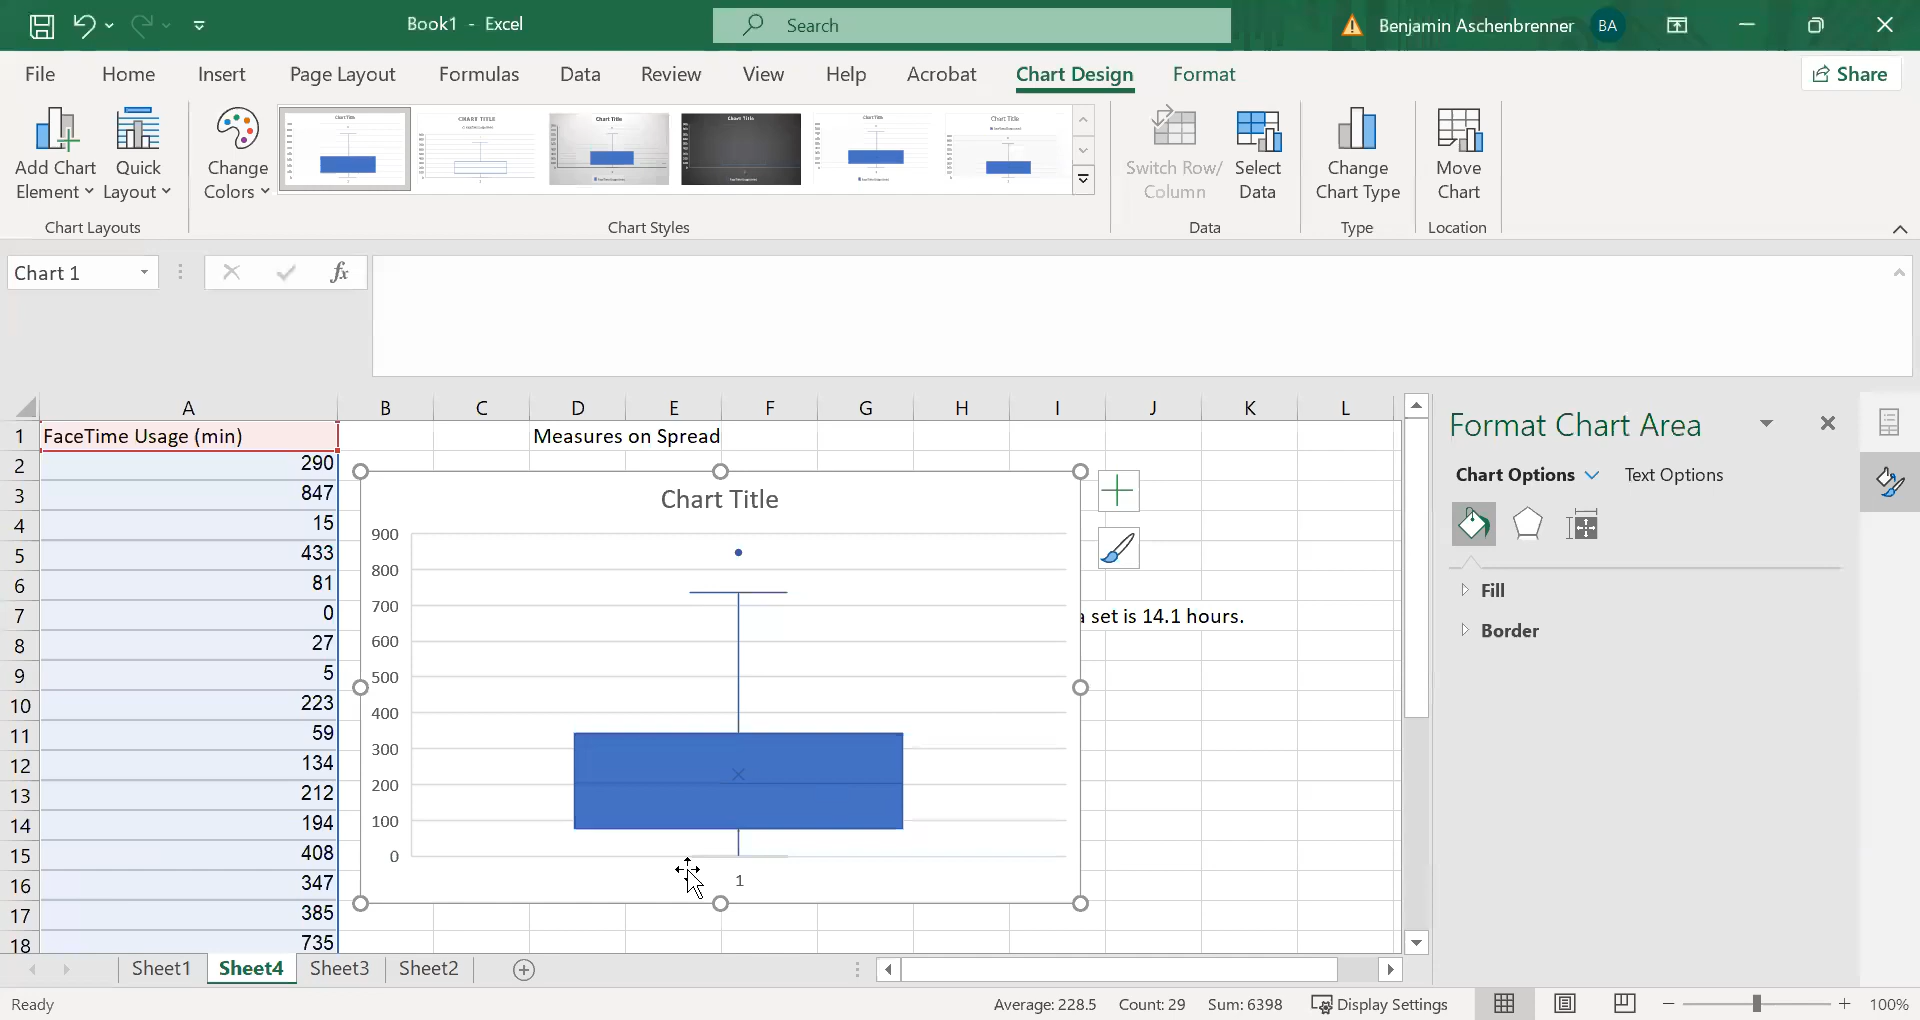 Book1 - Excel
Search
Benjamin Aschenbrenner
BA
File Home Insert Page Layout Formulas Data Review View Help Acrobat Chart Design Format
Share
Add Chart Element
Quick Layout
Change Colors
Switch Row/ Column
Select Data
Change Chart Type
Move Chart
Chart Layouts
Chart Styles
Data
Type
Location
Chart 1
fx
A B C D E F G H I J K L
1 FaceTime Usage (min) Measures on Spread
2 290
3 847
4 15
5 433
6 81
7 0 set is 14.1 hours.
8 27
9 5
10 223
11 59
12 134
13 212
14 194
15 408
16 347
17 385
18 735
Chart Title
900
800
700
600
500
400
300
200
100
0
1
Format Chart Area
Chart Options Text Options
Fill
Border
Sheet1 Sheet4 Sheet3 Sheet2
Ready
Average: 228.5 Count: 29 Sum: 6398 Display Settings 100%